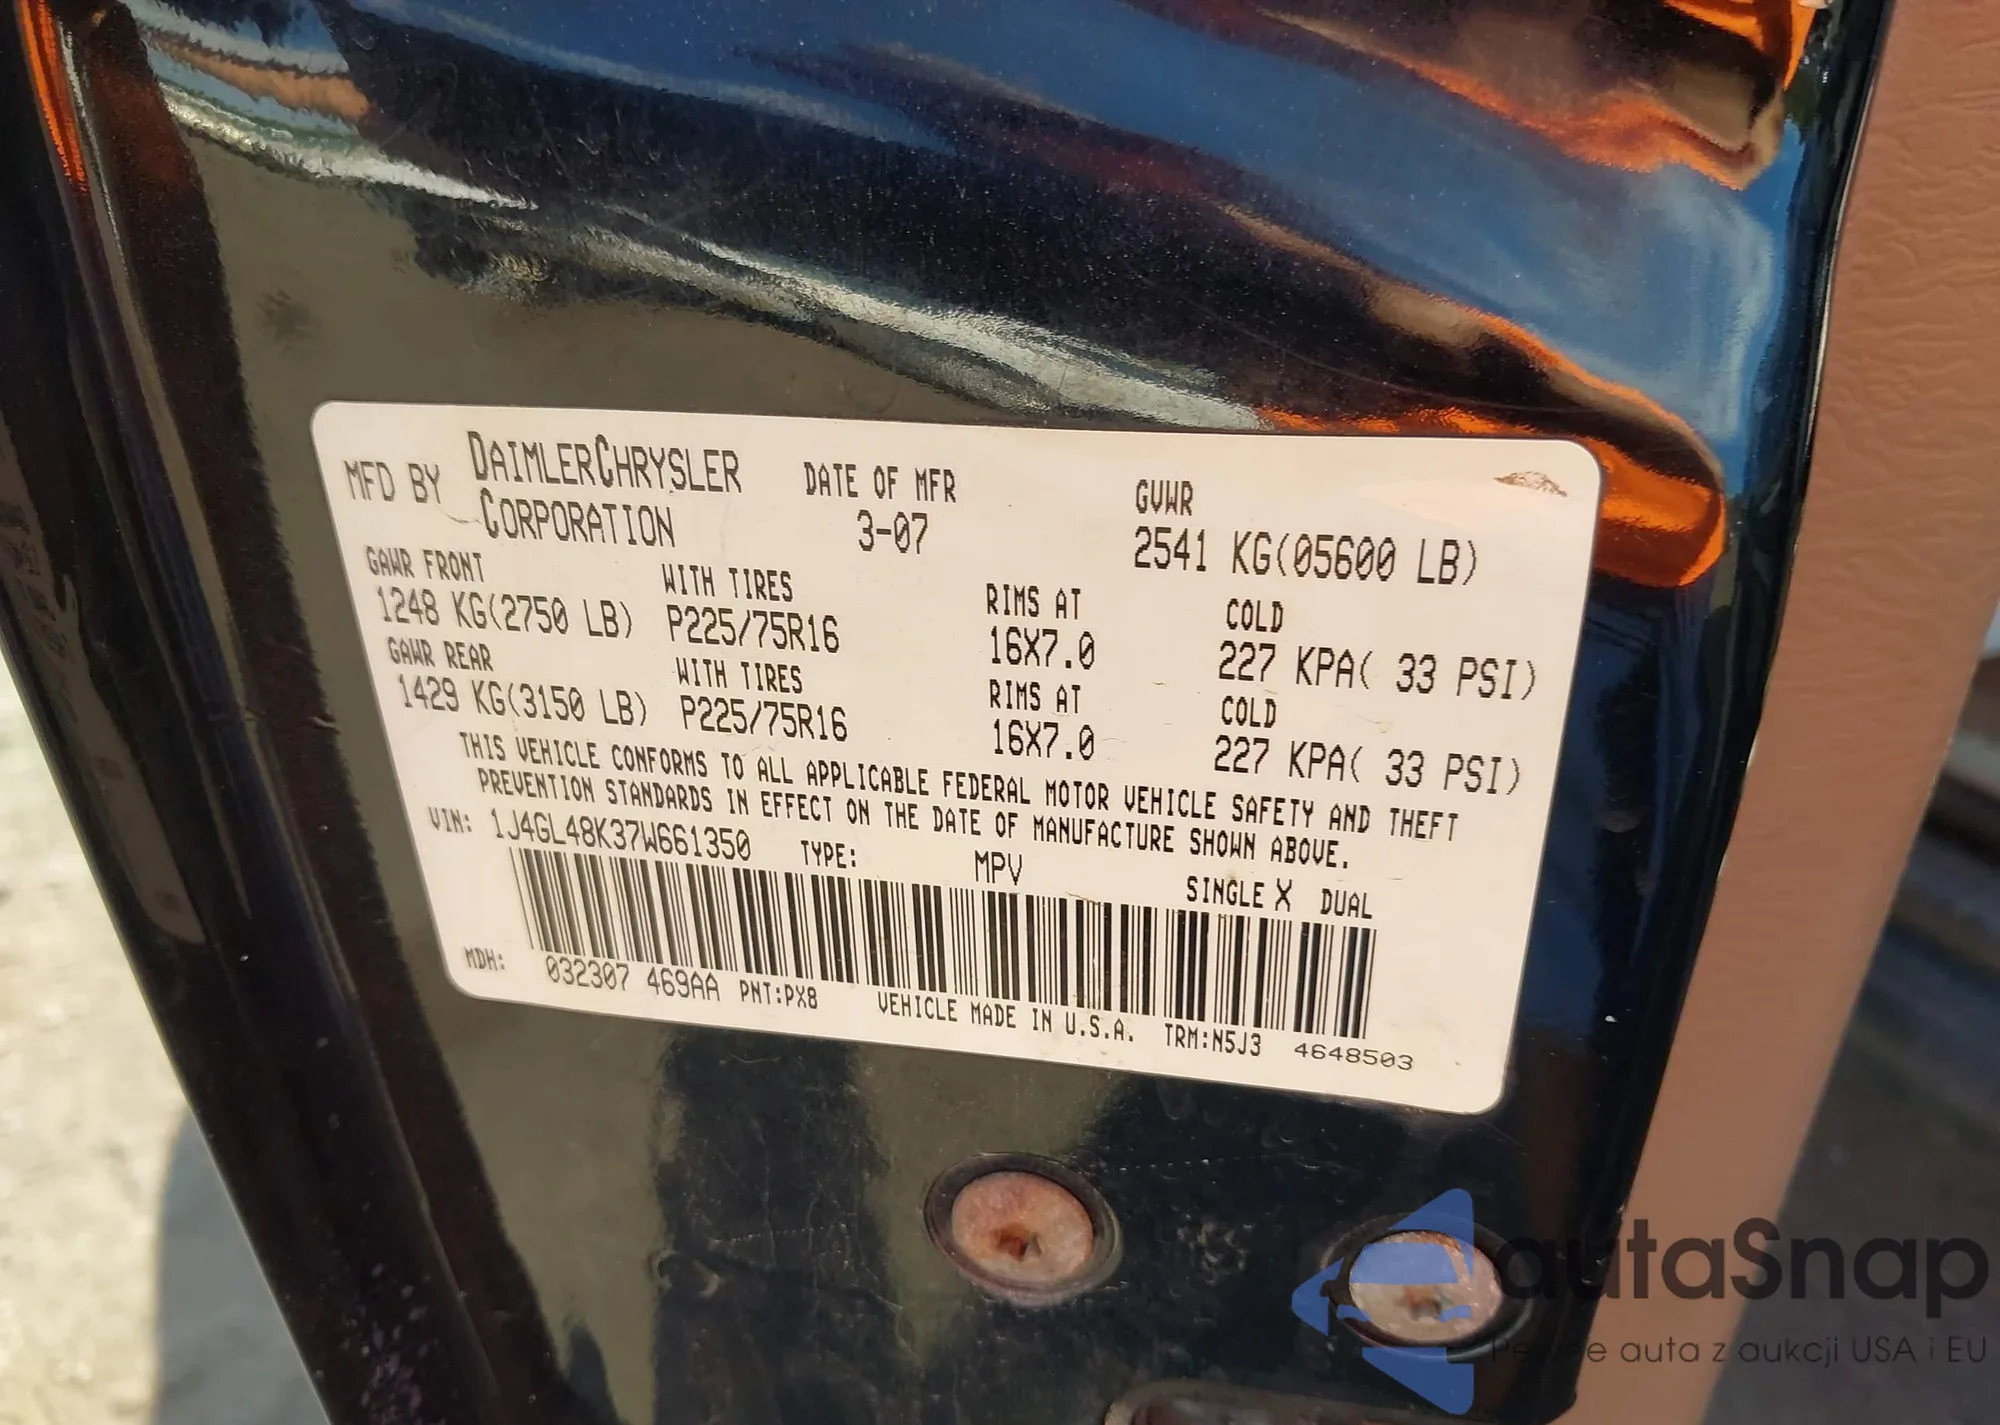 MFD BY DAIMLERCHRYSLER CORPORATION DATE OF MFR 3-07 GVWR 2541 KG(05600 LB)
GAWR FRONT WITH TIRES RIMS AT COLD
1248 KG(2750 LB) P225/75R16 16X7.0 227 KPA( 33 PSI)
GAWR REAR WITH TIRES RIMS AT COLD
1429 KG(3150 LB) P225/75R16 16X7.0 227 KPA( 33 PSI)
THIS VEHICLE CONFORMS TO ALL APPLICABLE FEDERAL MOTOR VEHICLE SAFETY AND THEFT
PREVENTION STANDARDS IN EFFECT ON THE DATE OF MANUFACTURE SHOWN ABOVE.
VIN: 1J4GL48K37W661350 TYPE: MPV SINGLE X DUAL
MDH: 032307 469AA PNT:PX8 VEHICLE MADE IN U.S.A. TRM:N5J3 4648503
autoSnap
Pewne auta z aukcji USA i EU